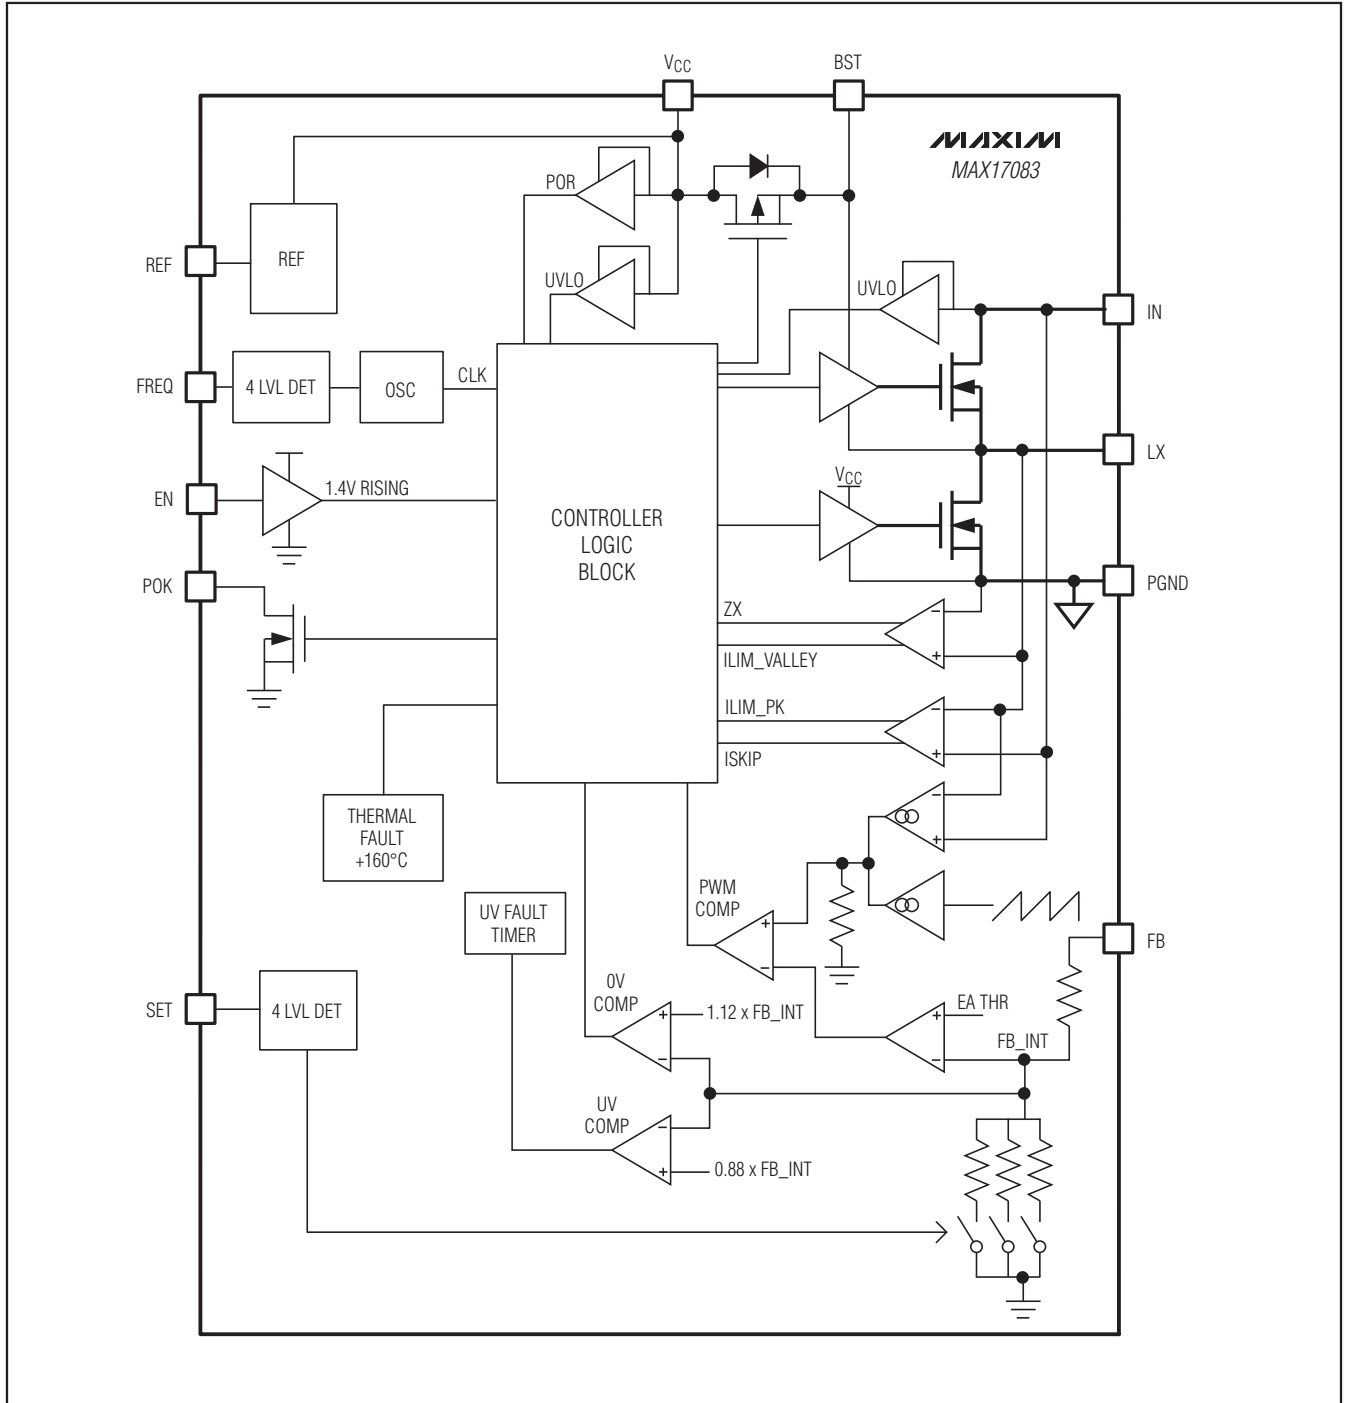 VCC
BST
MAXIM
MAX17083
POR
REF
REF
UVLO
UVLO
IN
FREQ
4 LVL DET
OSC
CLK
EN
1.4V RISING
LX
VCC
CONTROLLER
LOGIC
BLOCK
POK
PGND
ZX
-
+
ILIM_VALLEY
ILIM_PK
-
+
ISKIP
THERMAL
FAULT
+160°C
-
+
PWM
COMP
+
-
UV FAULT
TIMER
FB
SET
4 LVL DET
0V
COMP
+
-
1.12 x FB_INT
EA THR
+
-
FB_INT
UV
COMP
-
+
0.88 x FB_INT